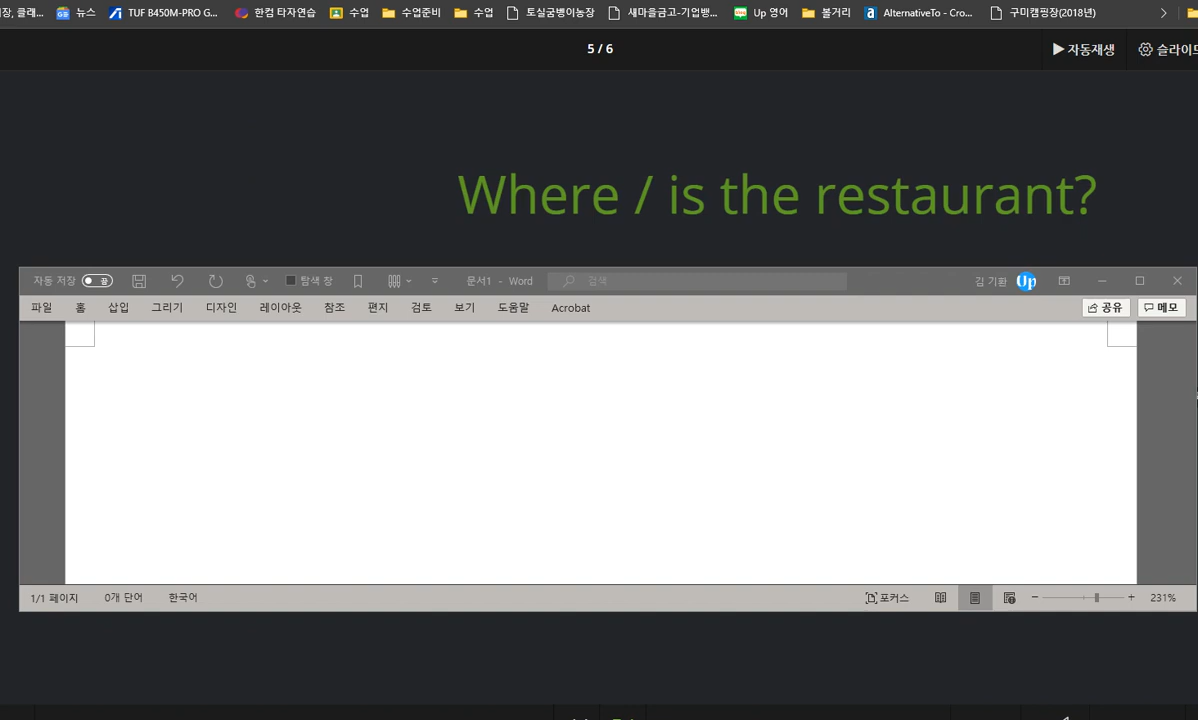 장, 클래... 뉴스 TUF B450M-PRO G... 한컴 타자연습 수업 수업준비 수업 토실굼벵이농장 새마을금고-기업뱅... Up 영어 볼거리 AlternativeTo - Cro... 구미캠핑장(2018년)
5 / 6 자동재생 슬라이드
Where / is the restaurant?
자동 저장 끔 탐색 창 문서1 - Word 검색 김 기환 Up
파일 홈 삽입 그리기 디자인 레이아웃 참조 편지 검토 보기 도움말 Acrobat 공유 메모
1/1 페이지 0개 단어 한국어 포커스 231%